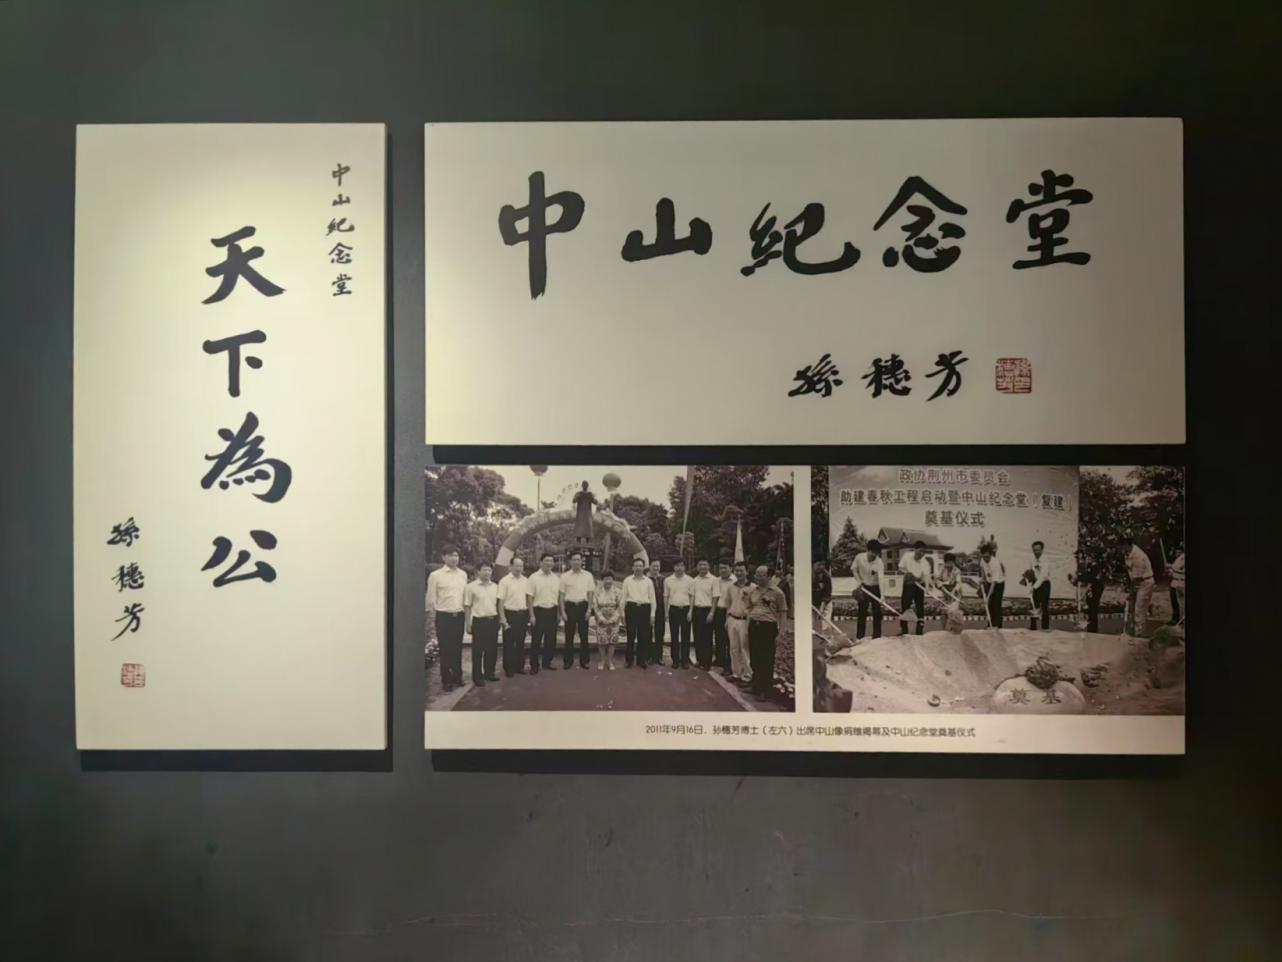 中山紀念堂
天下為公
孫穗芳
中山紀念堂
孫穗芳
政协荆州市委员会
助建春秋工程启动暨中山纪念堂（复建）
奠基仪式
奠基
2011年9月16日，孙穗芳博士（左六）出席中山像捐赠揭幕及中山纪念堂奠基仪式